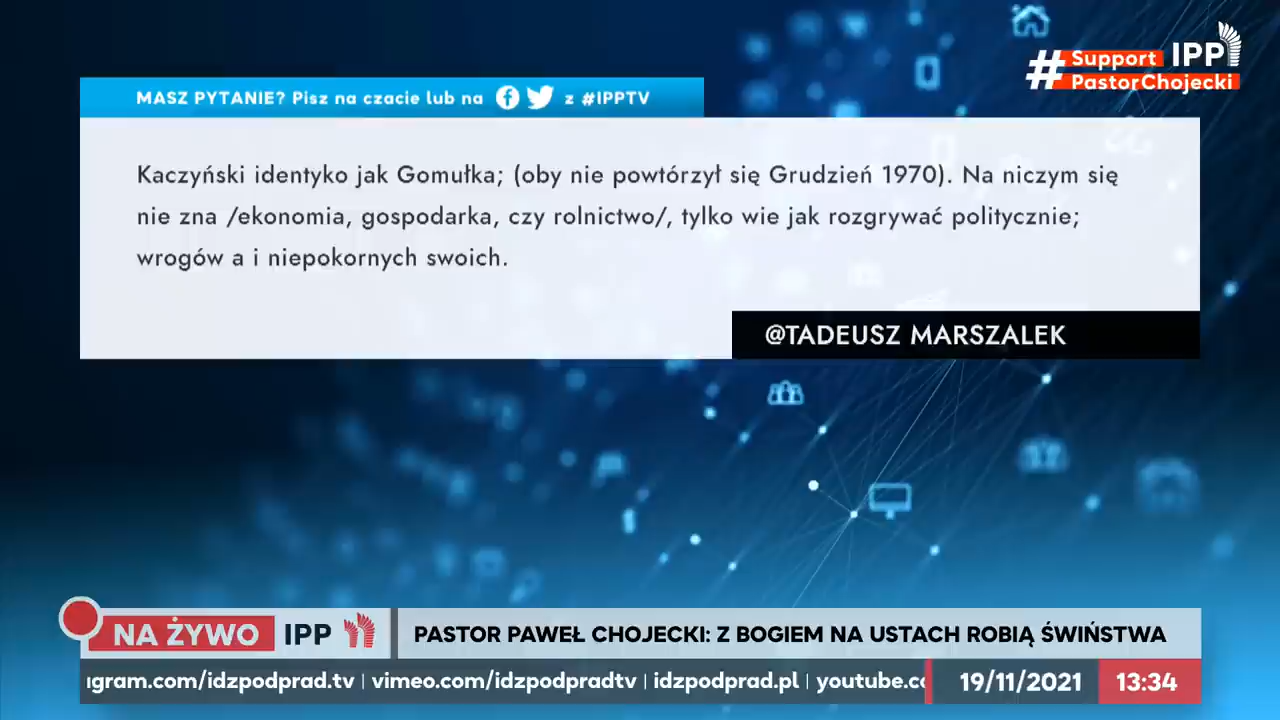 #Support IPP
PastorChojecki
MASZ PYTANIE? Pisz na czacie lub na z #IPPTV
Kaczyński identyko jak Gomułka; (oby nie powtórzył się Grudzień 1970). Na niczym się
nie zna /ekonomia, gospodarka, czy rolnictwo/, tylko wie jak rozgrywać politycznie;
wrogów a i niepokornych swoich.
@TADEUSZ MARSZALEK
NA ŻYWO IPP
PASTOR PAWEŁ CHOJECKI: Z BOGIEM NA USTACH ROBIĄ ŚWIŃSTWA
gram.com/idzpodprad.tv | vimeo.com/idzpodpradtv | idzpodprad.pl | youtube.co
19/11/2021 13:34